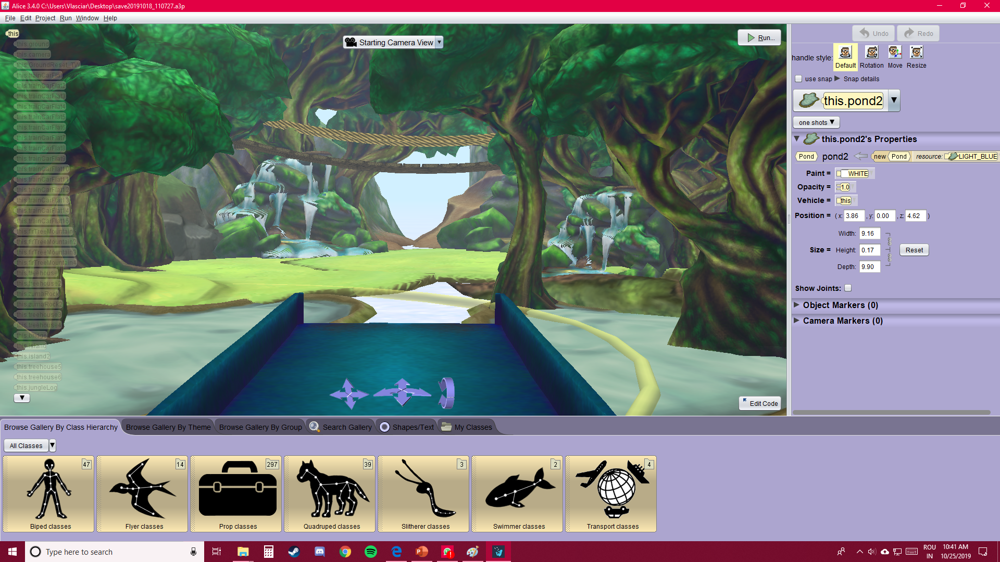 Alice 3.4.0 C:\Users\Vlasciar\Desktop\save20191018_110727.a3p
File Edit Project Run Window Help
this
this.ground
this.camera
this.GroundReset_TW
this.trainCarFlat
this.trainCarFlat2
this.trainCarFlat3
this.trainCarFlat4
this.trainCarFlat5
this.trainCarFlat6
this.trainCarFlat7
this.trainCarFlat8
this.trainCarFlat9
this.trainCarFlat10
this.trainCarFlat11
this.trainCarFlat12
this.trainCarFlat13
this.trainCarFlat14
this.trainCarFlat15
this.firTreeMountain
this.firTreeMountain2
this.firTreeMountain3
this.firTreeMountain4
this.treehouse
this.treehouse2
this.zumaRock
this.zumaRock2
this.treehouse3
this.treehouse4
this.bridge
this.island
this.island2
this.treehouse5
this.treehouse6
this.jungleLog
Starting Camera View
Run...
Edit Code
Undo Redo
handle style: Default Rotation Move Resize
use snap Snap details
this.pond2
one shots
this.pond2's Properties
Pond pond2 new Pond resource: LIGHT_BLUE
Paint = WHITE
Opacity = 1.0
Vehicle = this
Position = ( x: 3.86 , y: 0.00 , z: 4.62 )
Width: 9.16
Size = Height: 0.17 Reset
Depth: 9.90
Show Joints:
Object Markers (0)
Camera Markers (0)
Browse Gallery By Class Hierarchy Browse Gallery By Theme Browse Gallery By Group Search Gallery Shapes/Text My Classes
All Classes
47 14 297 39 3 2 4
Biped classes Flyer classes Prop classes Quadruped classes Slitherer classes Swimmer classes Transport classes
Type here to search
ROU 10:41 AM
IN 10/25/2019